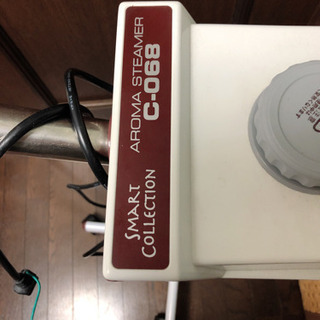 AROMA STEAMER
C-068
SMART
COLLECTION